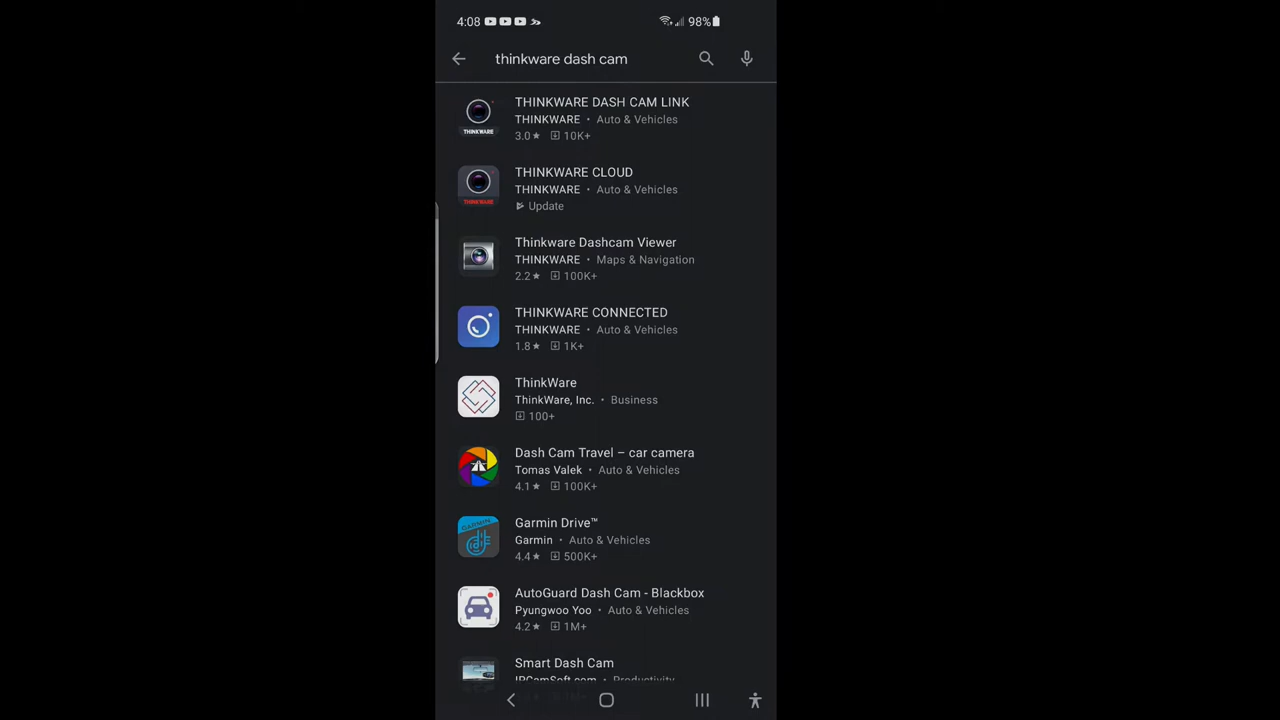 4:08 98%
thinkware dash cam
THINKWARE DASH CAM LINK
THINKWARE • Auto & Vehicles
3.0★ 10K+
THINKWARE
THINKWARE CLOUD
THINKWARE • Auto & Vehicles
Update
THINKWARE
Thinkware Dashcam Viewer
THINKWARE • Maps & Navigation
2.2★ 100K+
THINKWARE CONNECTED
THINKWARE • Auto & Vehicles
1.8★ 1K+
ThinkWare
ThinkWare, Inc. • Business
100+
Dash Cam Travel – car camera
Tomas Valek • Auto & Vehicles
4.1★ 100K+
GARMIN
Garmin Drive™
Garmin • Auto & Vehicles
4.4★ 500K+
AutoGuard Dash Cam - Blackbox
Pyungwoo Yoo • Auto & Vehicles
4.2★ 1M+
Smart Dash Cam
IPCamSoft.com • Productivity